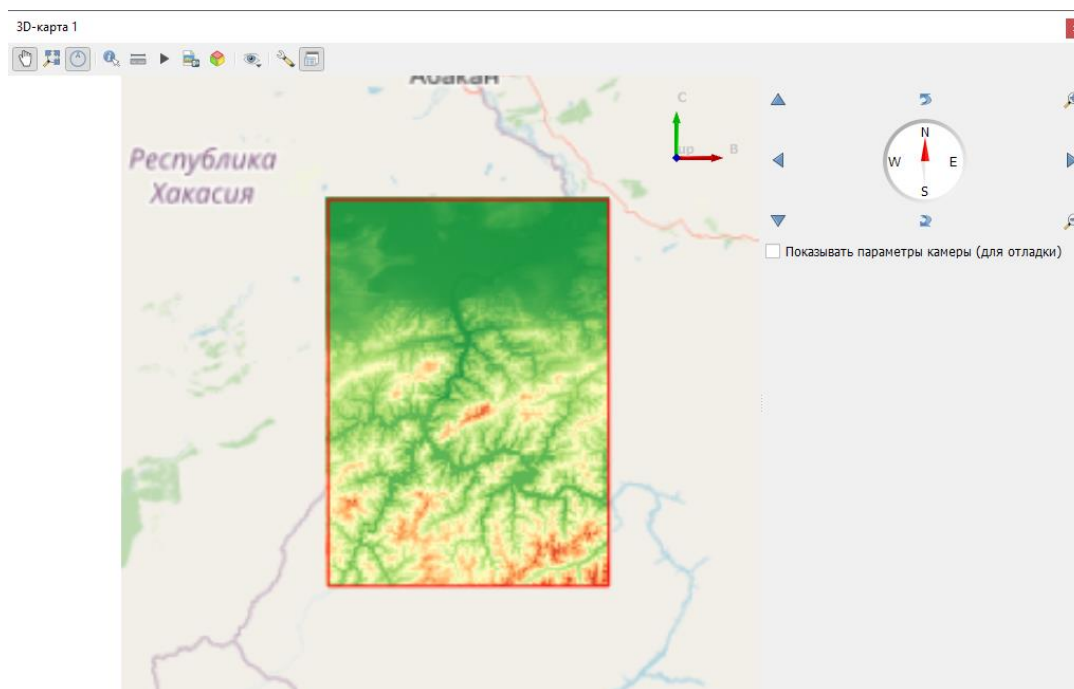 3D-карта 1
Абакан
Республика
Хакасия
C
up
B
N
W
E
S
Показывать параметры камеры (для отладки)